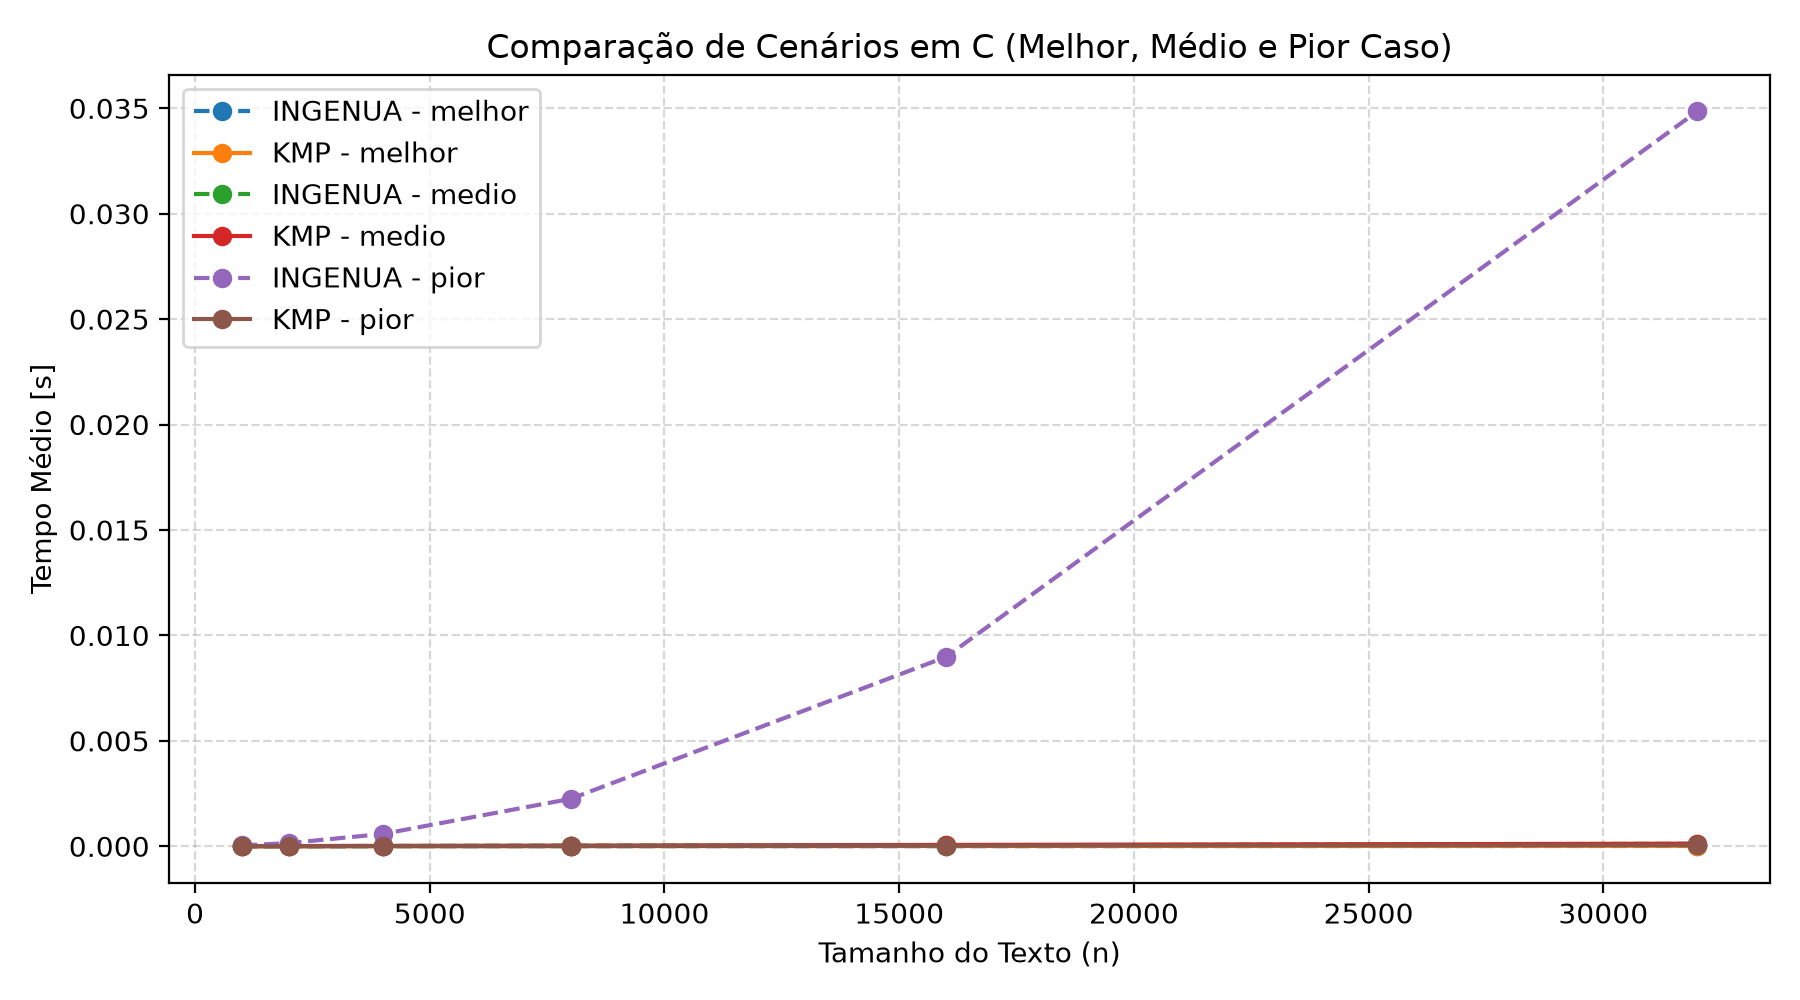 Comparação de Cenários em C (Melhor, Médio e Pior Caso)
INGENUA - melhor
KMP - melhor
INGENUA - medio
KMP - medio
INGENUA - pior
KMP - pior
Tempo Médio [s]
0.035
0.030
0.025
0.020
0.015
0.010
0.005
0.000
0 5000 10000 15000 20000 25000 30000
Tamanho do Texto (n)